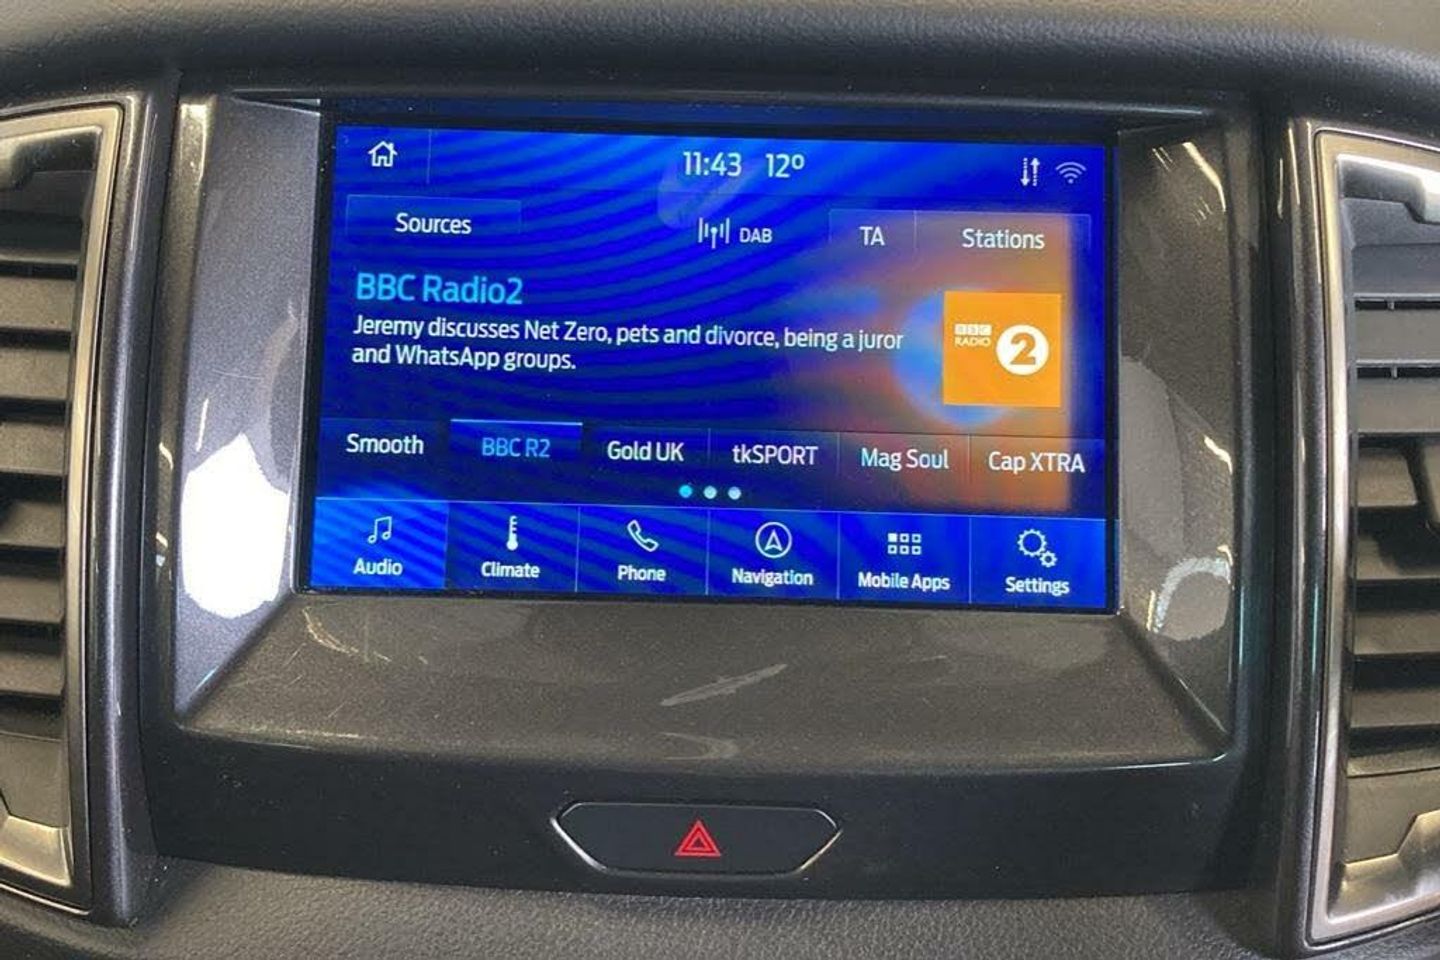 11:43 12°
Sources
DAB
TA
Stations
BBC Radio2
Jeremy discusses Net Zero, pets and divorce, being a juror
and WhatsApp groups.
BBC
RADIO
2
Smooth
BBC R2
Gold UK
tkSPORT
Mag Soul
Cap XTRA
Audio
Climate
Phone
Navigation
Mobile Apps
Settings